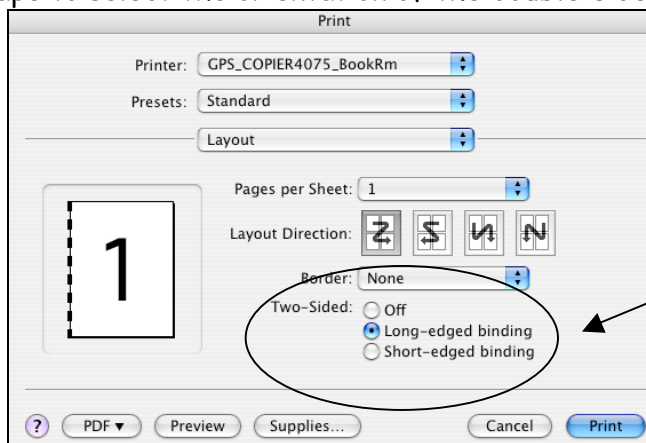 Print
Printer: GPS_COPIER4075_BookRm
Presets: Standard
Layout
Pages per Sheet: 1
Layout Direction:
1
Border: None
Two-Sided: Off
Long-edged binding
Short-edged binding
? PDF▼ Preview Supplies... Cancel Print